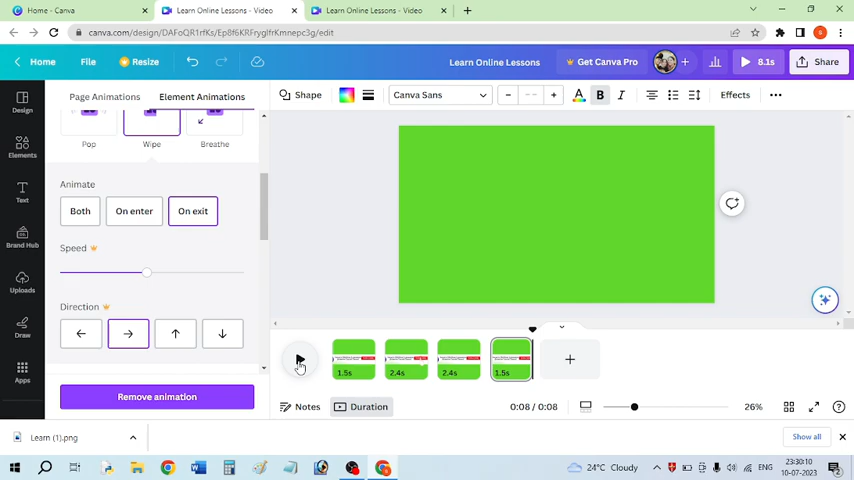 Home - Canva
Learn Online Lessons - Video
Learn Online Lessons - Video
canva.com/design/DAFoQR1rfKs/Ep8f6KRFryglfrKmnepc3g/edit
Home
File
Resize
Learn Online Lessons
Get Canva Pro
8.1s
Share
Design
Elements
Text
Brand Hub
Uploads
Draw
Apps
Page Animations
Element Animations
Shape
Canva Sans
A
B
I
Effects
Pop
Wipe
Breathe
Animate
Both
On enter
On exit
Speed
Direction
Remove animation
1.5s
2.4s
2.4s
1.5s
Notes
Duration
0:08 / 0:08
26%
Learn (1).png
Show all
24°C Cloudy
ENG
23:30:10
10-07-2023